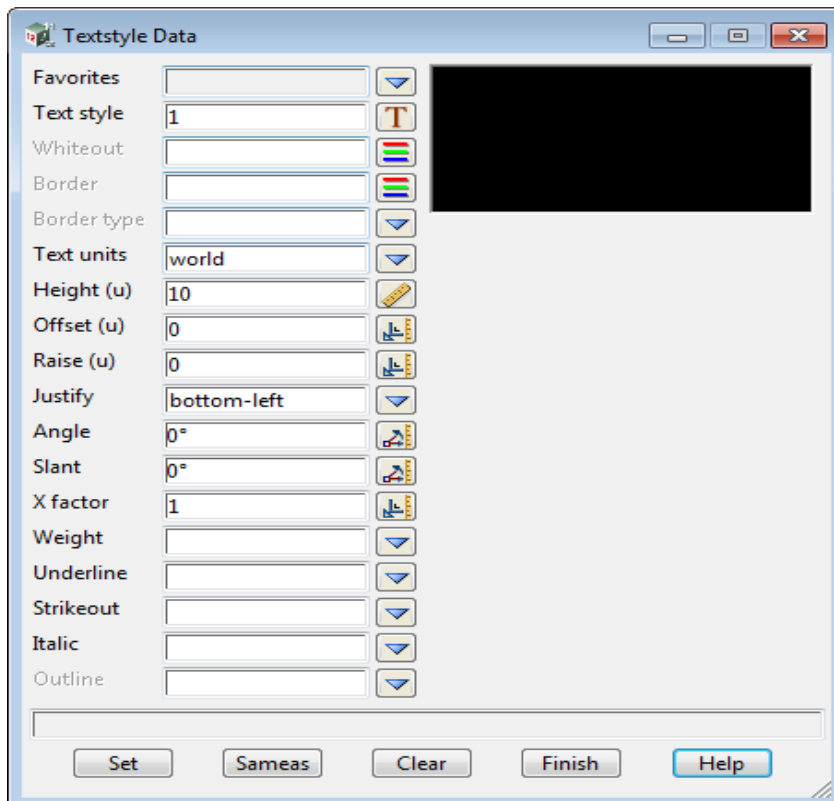 Textstyle Data
Favorites
Text style 1
Whiteout
Border
Border type
Text units world
Height (u) 10
Offset (u) 0
Raise (u) 0
Justify bottom-left
Angle 0°
Slant 0°
X factor 1
Weight
Underline
Strikeout
Italic
Outline
Set Sameas Clear Finish Help